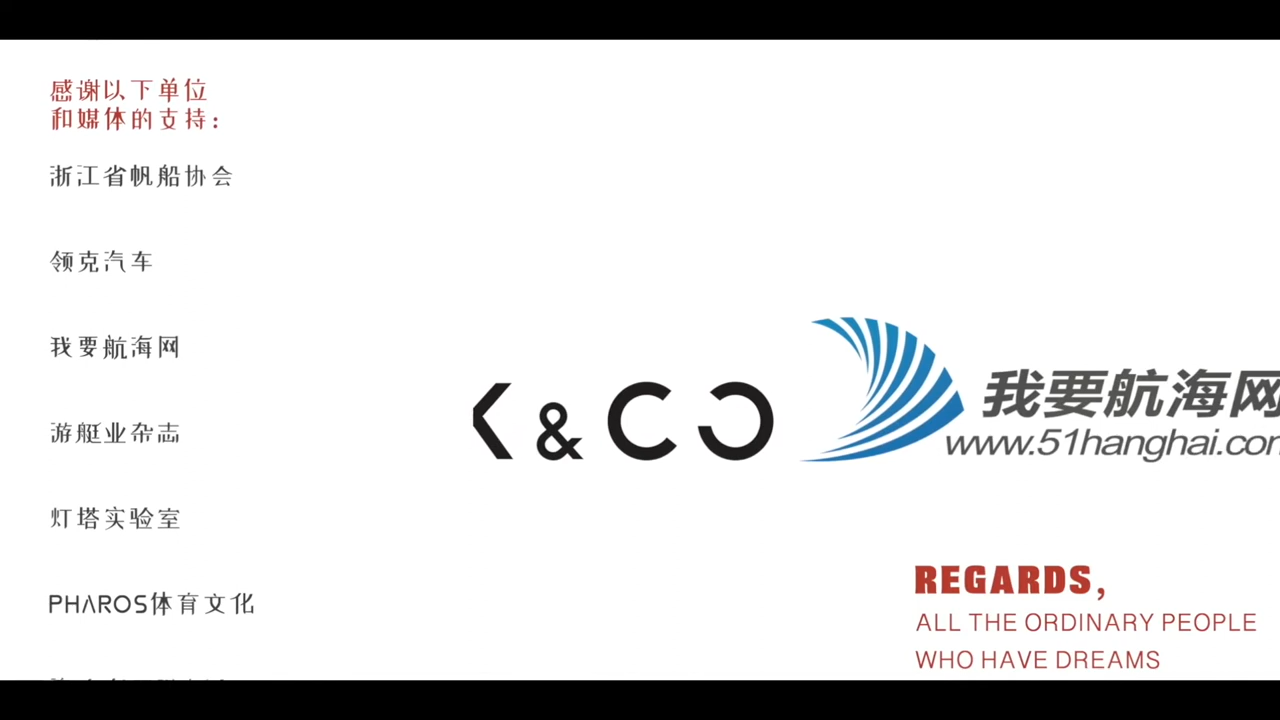 感谢以下单位
和媒体的支持：
浙江省帆船协会
领克汽车
我要航海网
游艇业杂志
灯塔实验室
PHAROS体育文化
K & CO
我要航海网
www.51hanghai.com
REGARDS,
ALL THE ORDINARY PEOPLE
WHO HAVE DREAMS